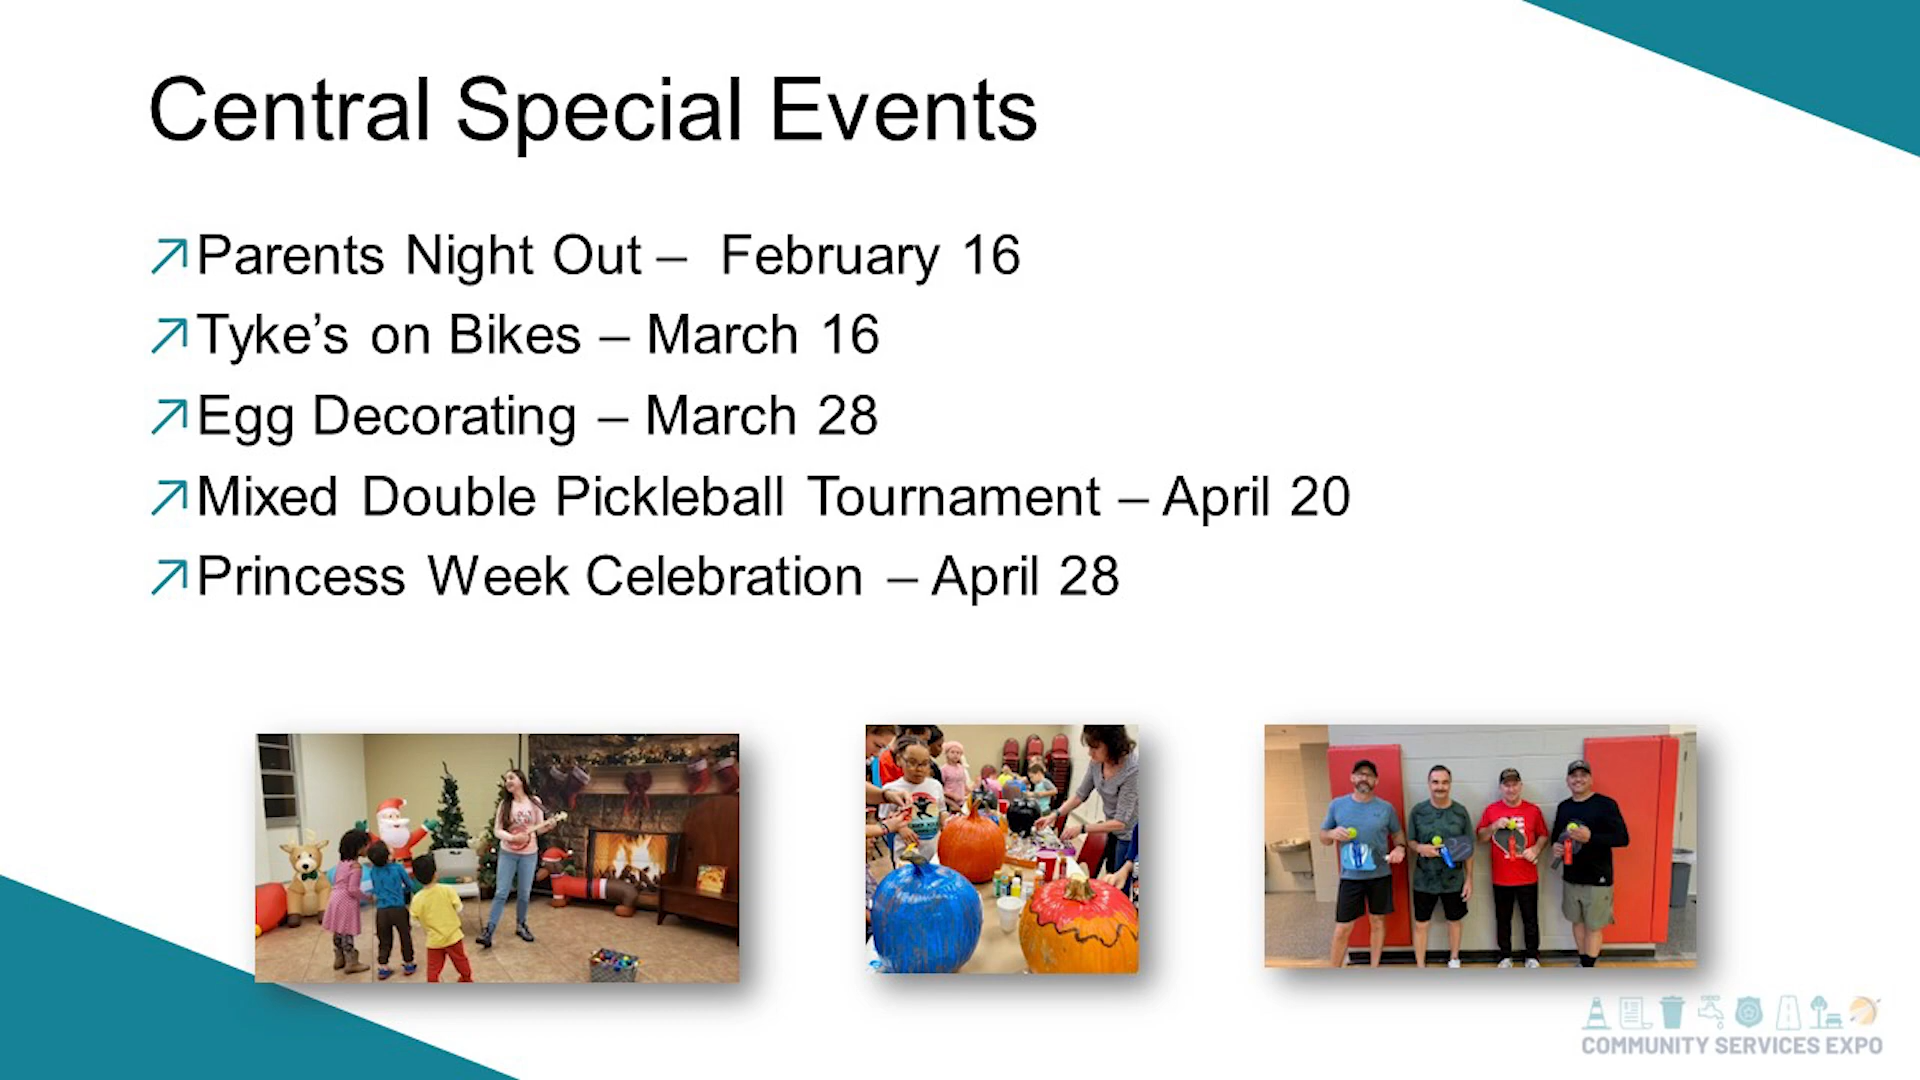 Central Special Events
Parents Night Out – February 16
Tyke’s on Bikes – March 16
Egg Decorating – March 28
Mixed Double Pickleball Tournament – April 20
Princess Week Celebration – April 28
COMMUNITY SERVICES EXPO